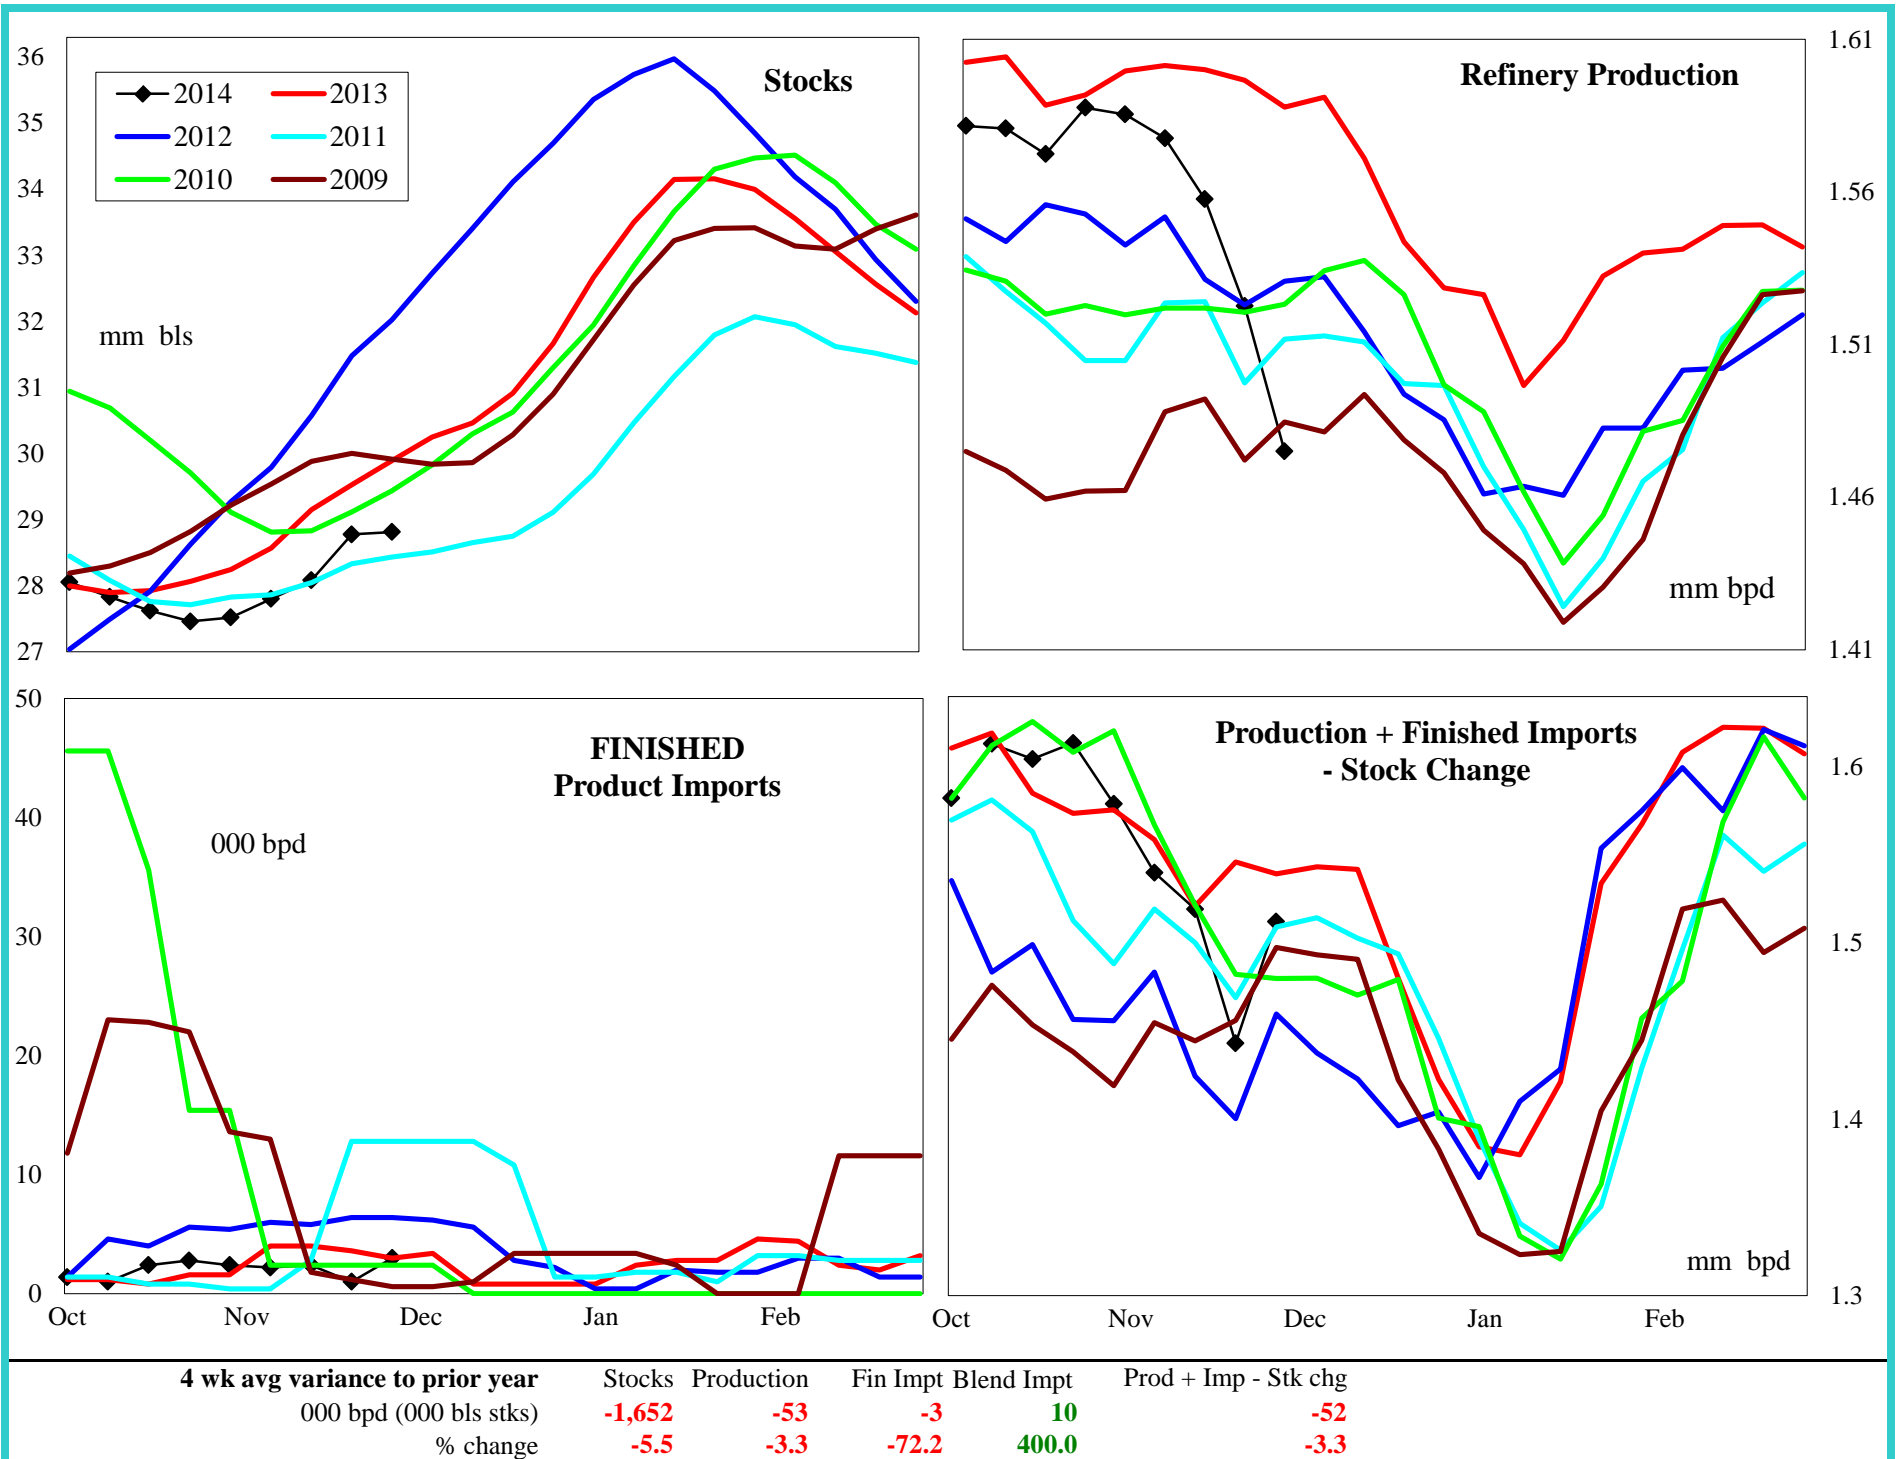 Stocks
2014 2013
2012 2011
2010 2009
mm bls
36
35
34
33
32
31
30
29
28
27
Refinery Production
mm bpd
1.61
1.56
1.51
1.46
1.41
FINISHED
Product Imports
000 bpd
50
40
30
20
10
0
Oct Nov Dec Jan Feb
Production + Finished Imports
- Stock Change
mm bpd
1.6
1.5
1.4
1.3
Oct Nov Dec Jan Feb
4 wk avg variance to prior year Stocks Production Fin Impt Blend Impt Prod + Imp - Stk chg
000 bpd (000 bls stks) -1,652 -53 -3 10 -52
% change -5.5 -3.3 -72.2 400.0 -3.3